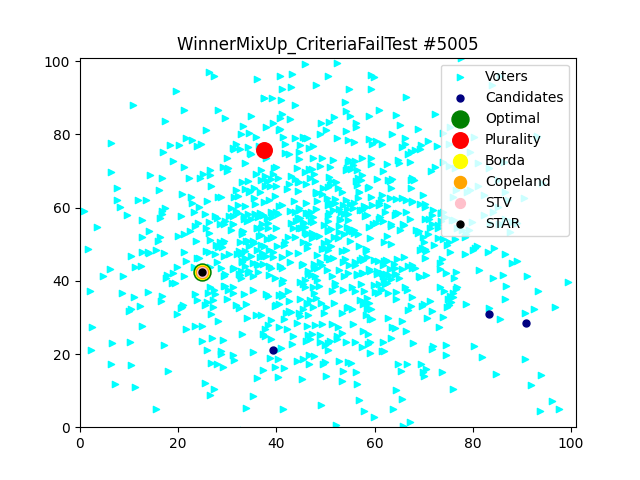 WinnerMixUp_CriteriaFailTest #5005
100
80
60
40
20
0
0
20
40
60
80
100
Voters
Candidates
Optimal
Plurality
Borda
Copeland
STV
STAR